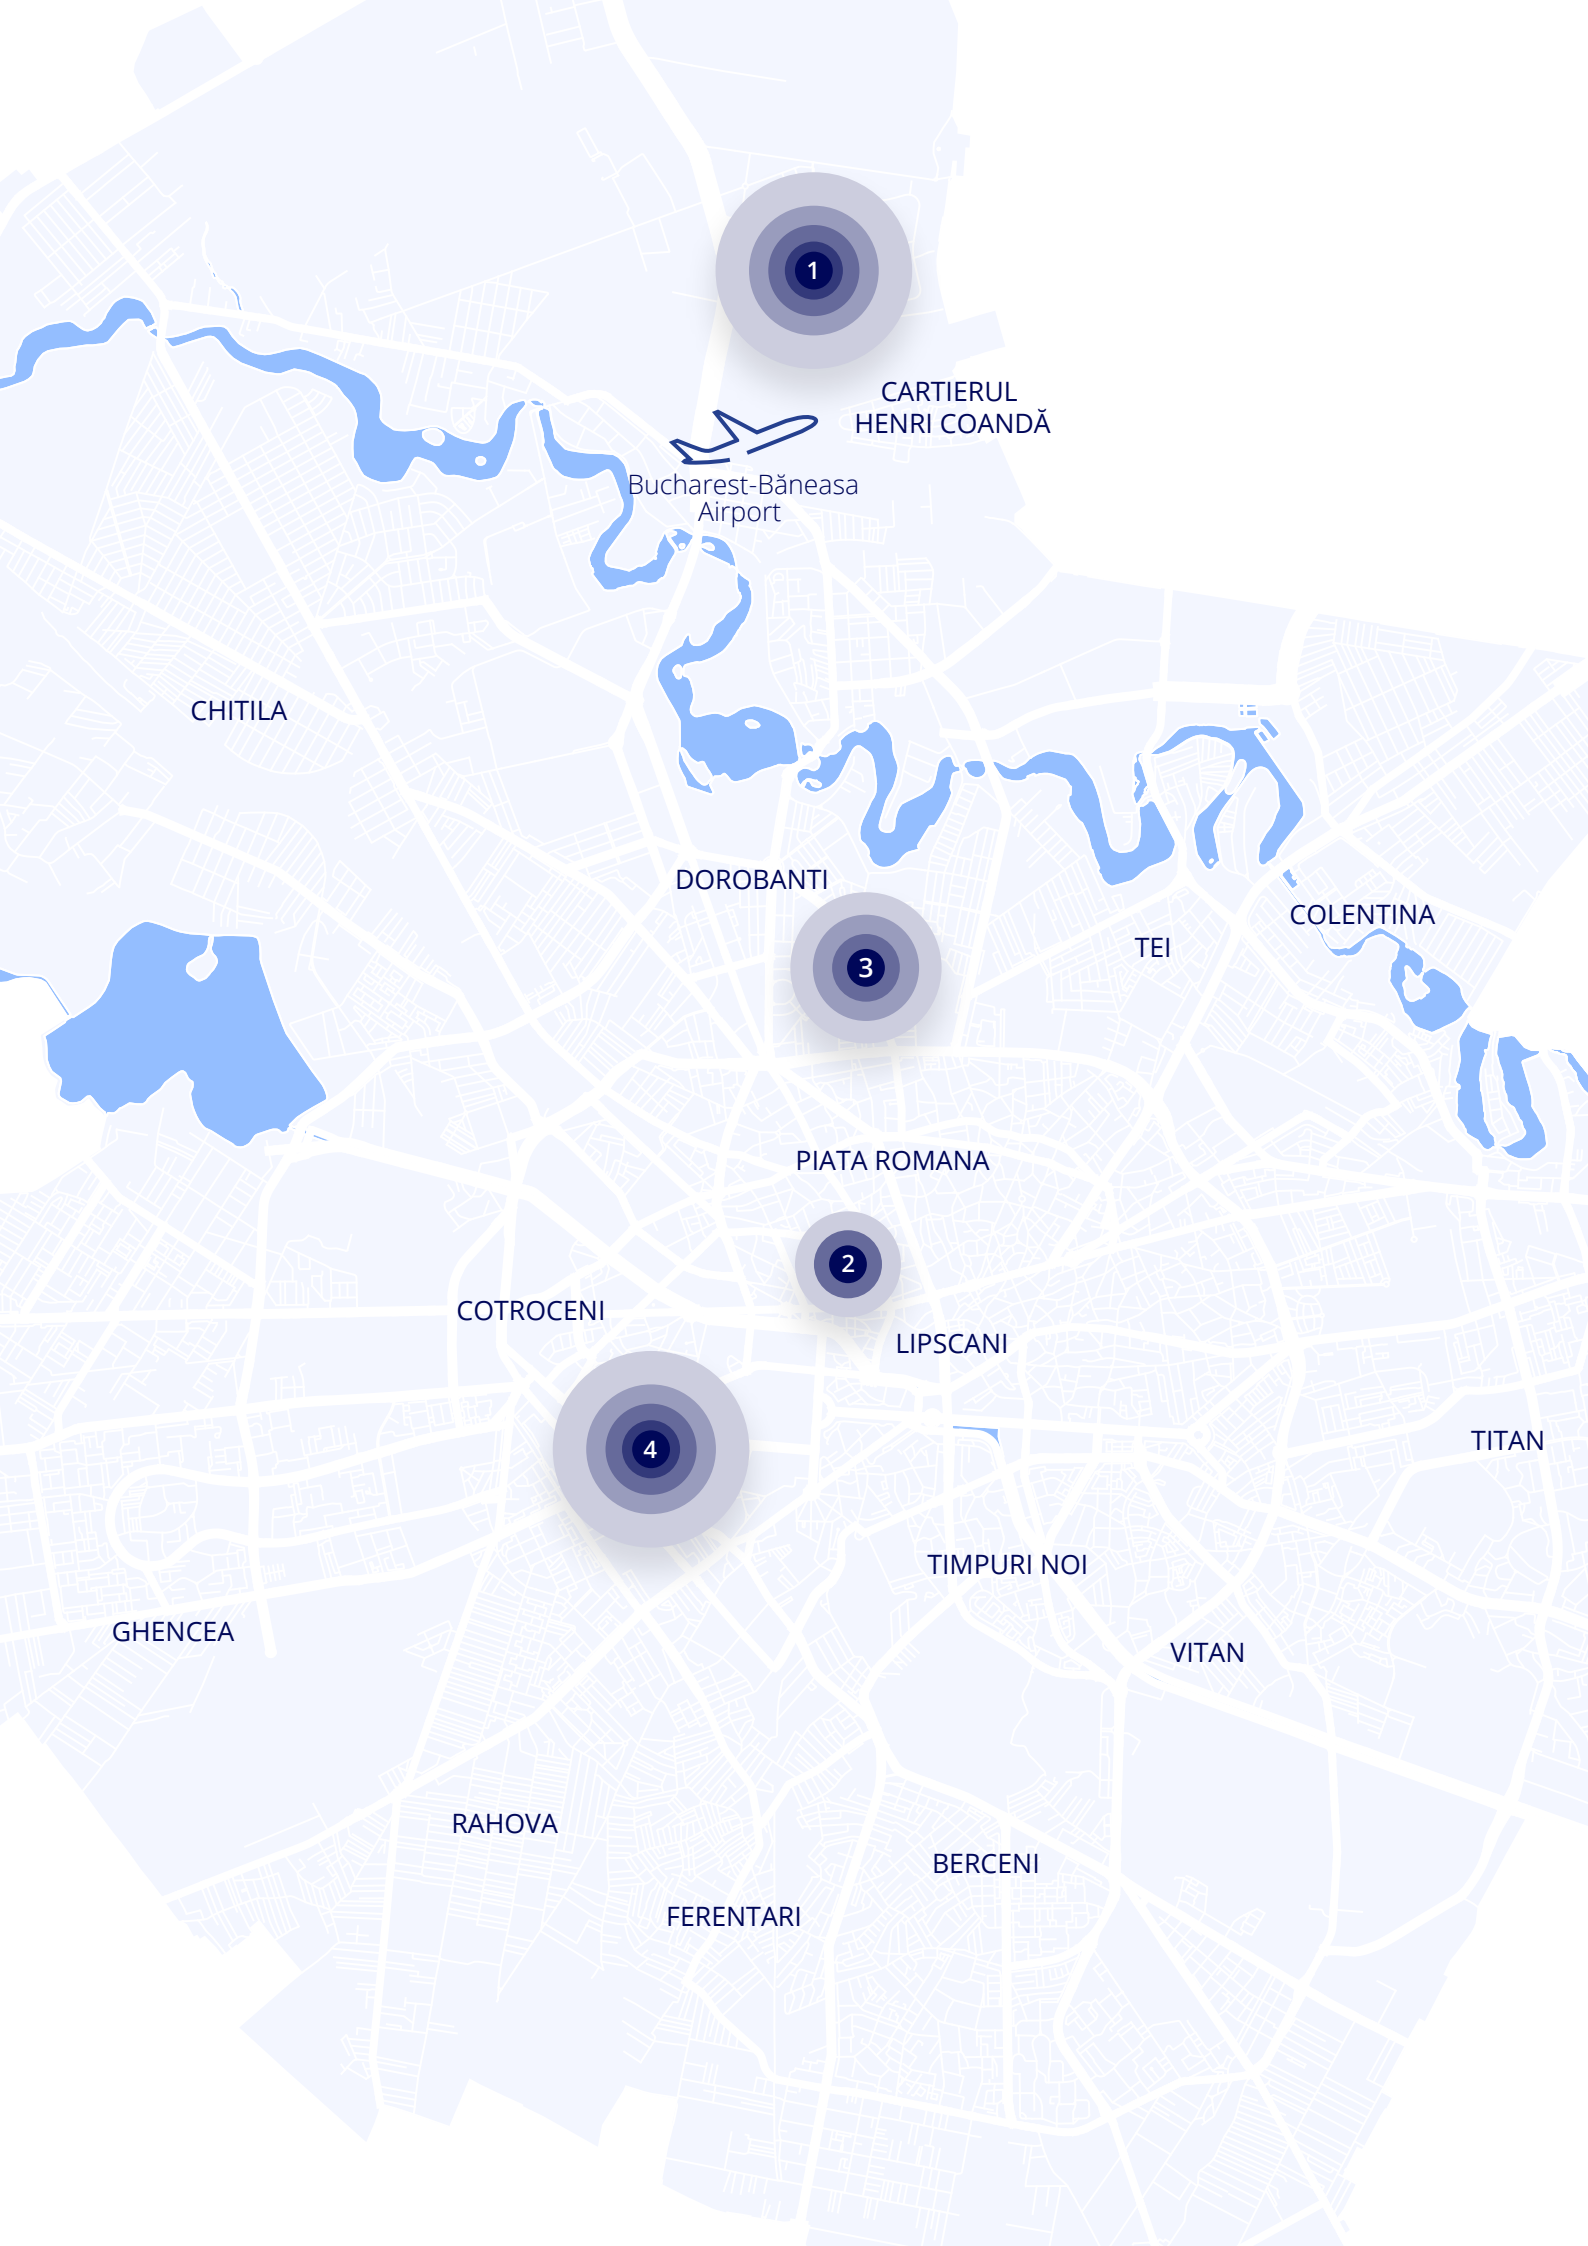 1
CARTIERUL
HENRI COANDĂ
Bucharest-Băneasa
Airport
CHITILA
DOROBANTI
COLENTINA
TEI
3
PIATA ROMANA
2
COTROCENI
LIPSCANI
TITAN
4
TIMPURI NOI
GHENCEA
VITAN
RAHOVA
BERCENI
FERENTARI